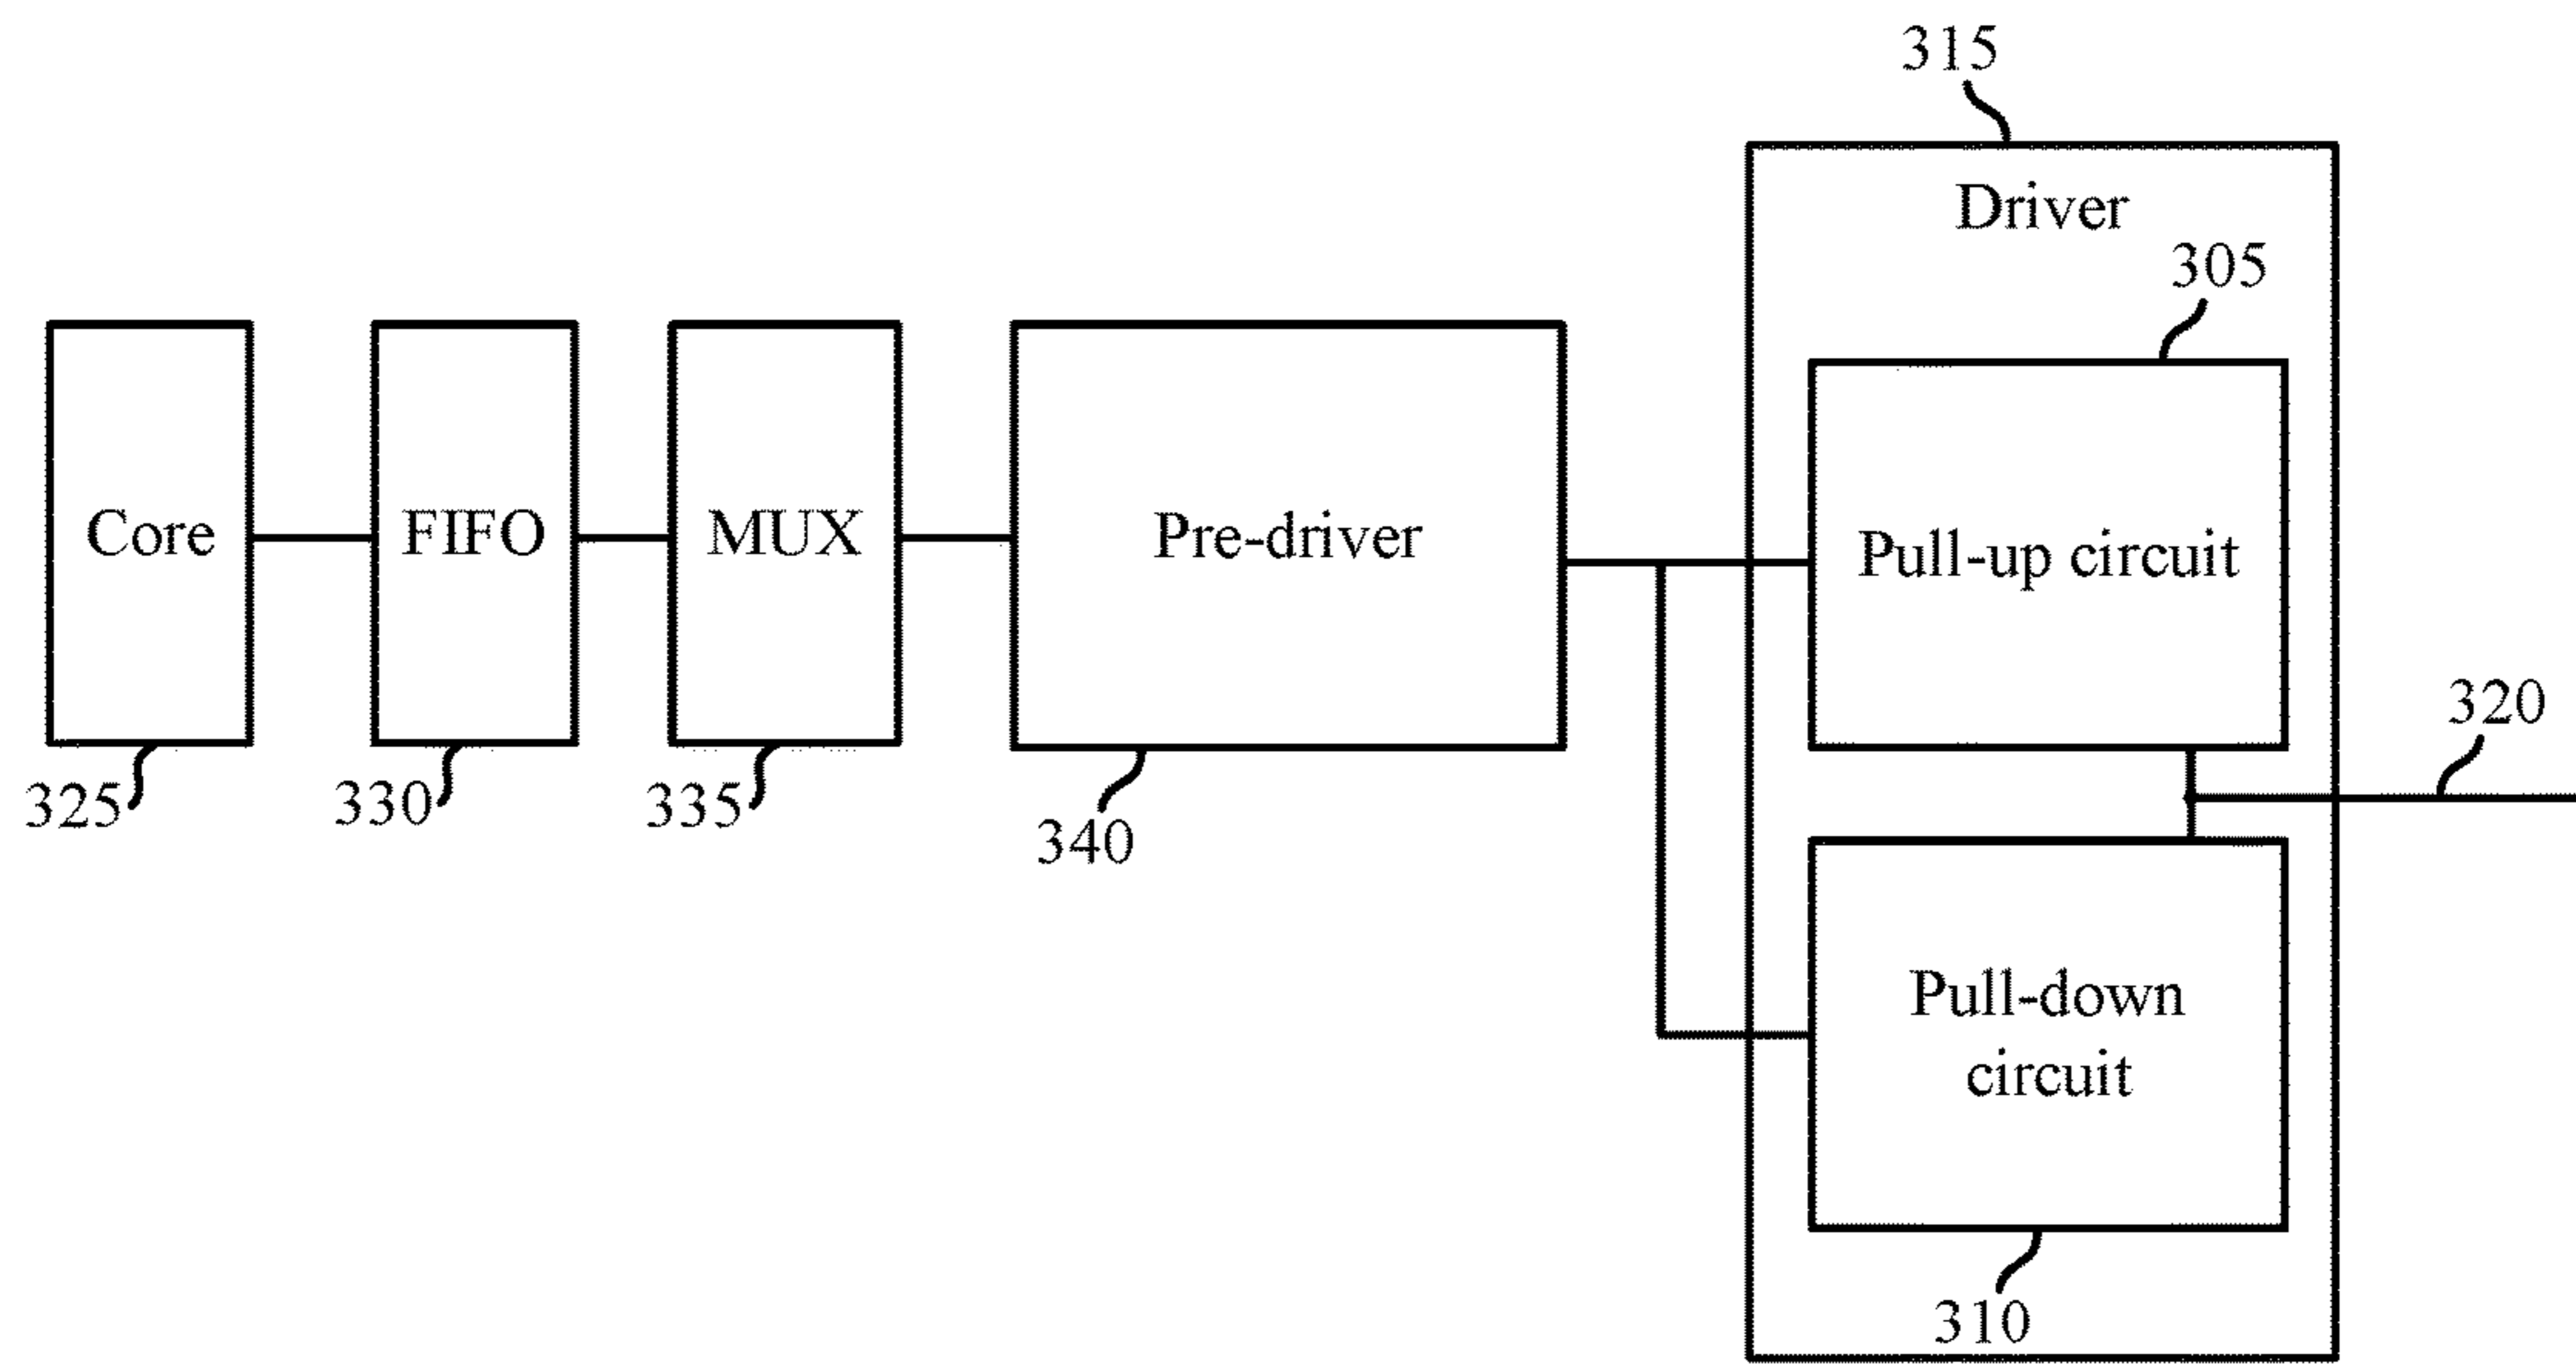 315
Driver
305
Core
FIFO
MUX
Pre-driver
Pull-up circuit
320
325
330
335
340
Pull-down
circuit
310